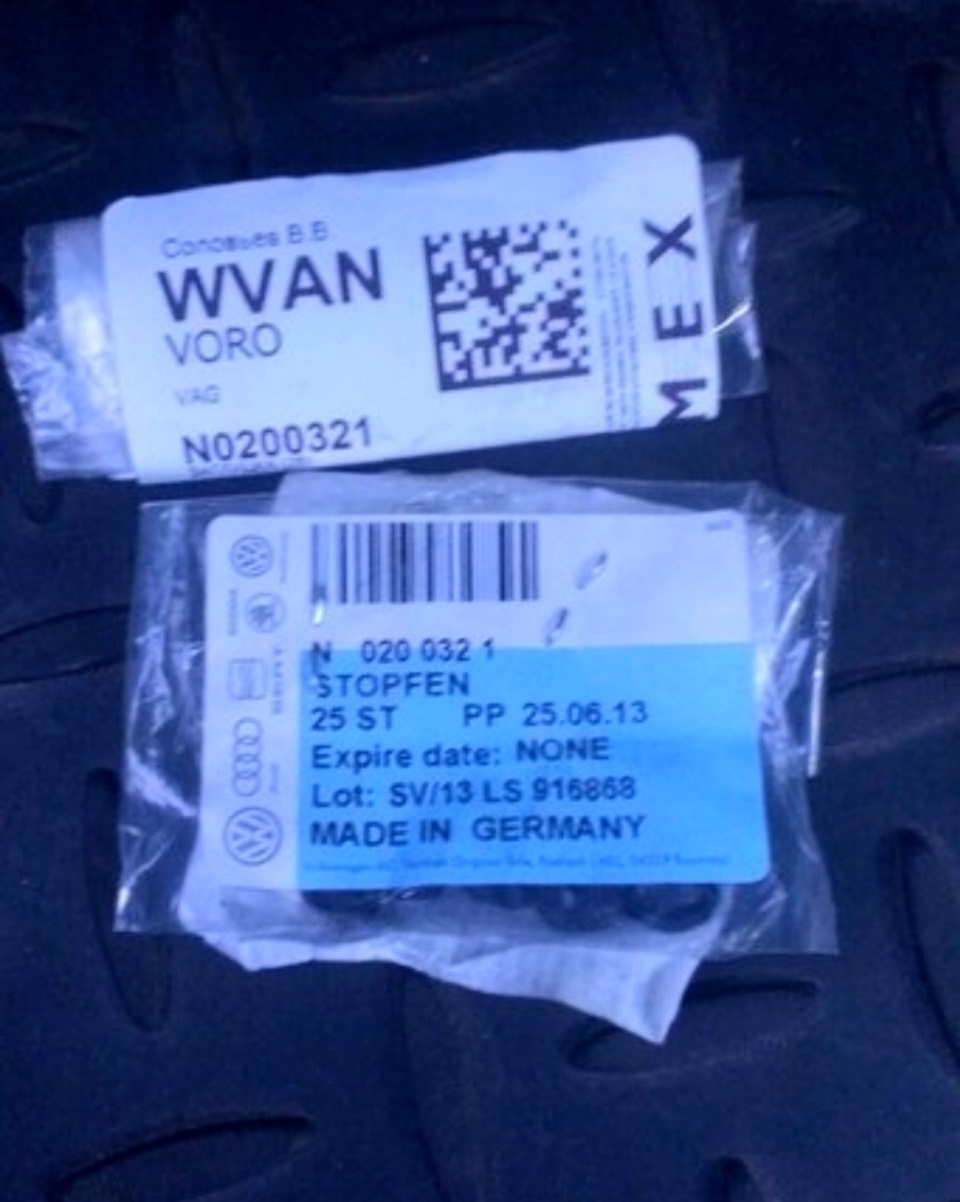 Соловьев В.В.
WVAN
VORO
VAG
N0200321
MEX
N 020 032 1
STOPFEN
25 ST PP 25.06.13
Expire date: NONE
Lot: SV/13 LS 916868
MADE IN GERMANY